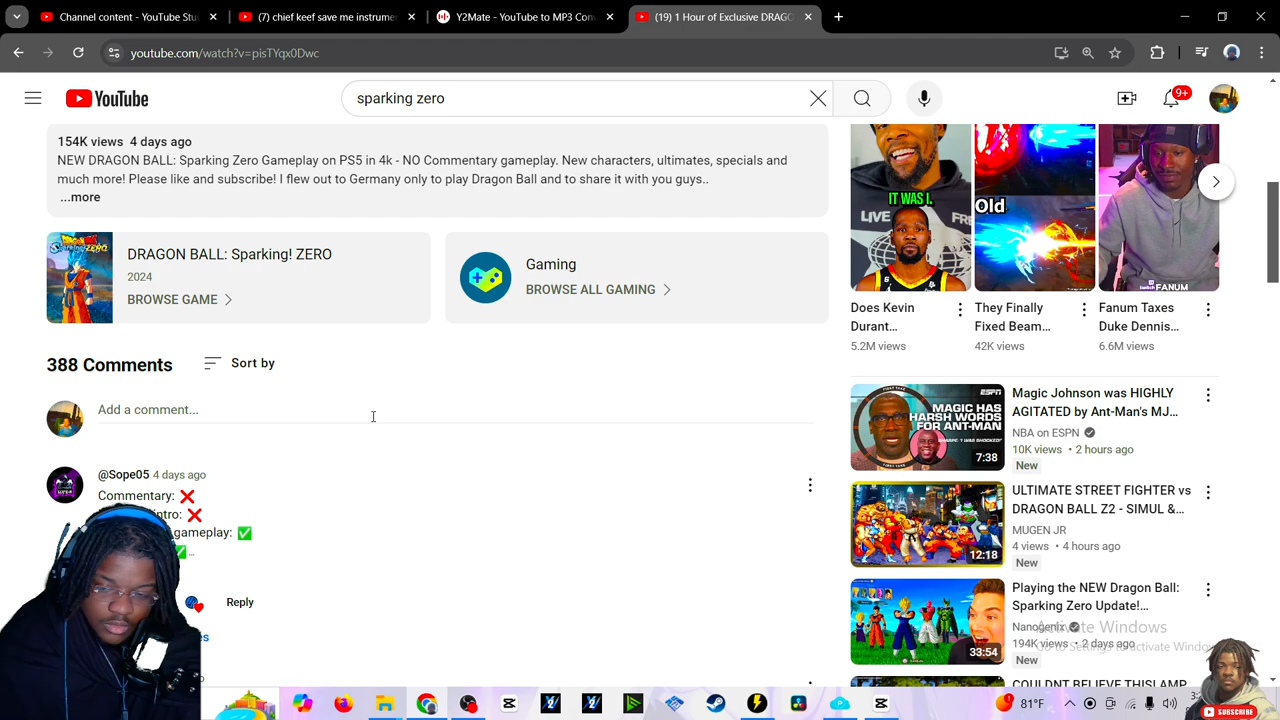 Channel content - YouTube Stu
(7) chief keef save me instrumen
Y2Mate - YouTube to MP3 Con
(19) 1 Hour of Exclusive DRAGO
youtube.com/watch?v=pisTYqx0Dwc
YouTube
sparking zero
9+
154K views 4 days ago
NEW DRAGON BALL: Sparking Zero Gameplay on PS5 in 4k - NO Commentary gameplay. New characters, ultimates, specials and
much more! Please like and subscribe! I flew out to Germany only to play Dragon Ball and to share it with you guys..
...more
DRAGON BALL: Sparking! ZERO
2024
BROWSE GAME
Gaming
BROWSE ALL GAMING
388 Comments
Sort by
Add a comment...
@Sope05 4 days ago
Commentary: ❌
intro: ❌
gameplay: ✅
✅ ...
Reply
IT WAS I.
LIVE
Old
FANUM
Does Kevin
Durant...
5.2M views
They Finally
Fixed Beam...
42K views
Fanum Taxes
Duke Dennis...
6.6M views
MAGIC HAS
HARSH WORDS
FOR ANT-MAN
7:38
Magic Johnson was HIGHLY
AGITATED by Ant-Man's MJ...
NBA on ESPN
10K views • 2 hours ago
New
12:18
ULTIMATE STREET FIGHTER vs
DRAGON BALL Z2 - SIMUL &...
MUGEN JR
4 views • 4 hours ago
New
33:54
Playing the NEW Dragon Ball:
Sparking Zero Update!...
Nanogenix
194K views • 2 days ago
New
Activate Windows
Go to Settings to activate Windows
COULDNT BELIEVE THIS! AMP
81°F
SUBSCRIBE